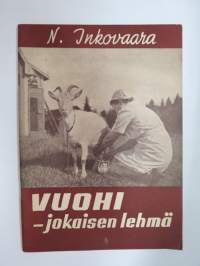 N. Inkovaara
VUOHI
–jokaisen lehmä